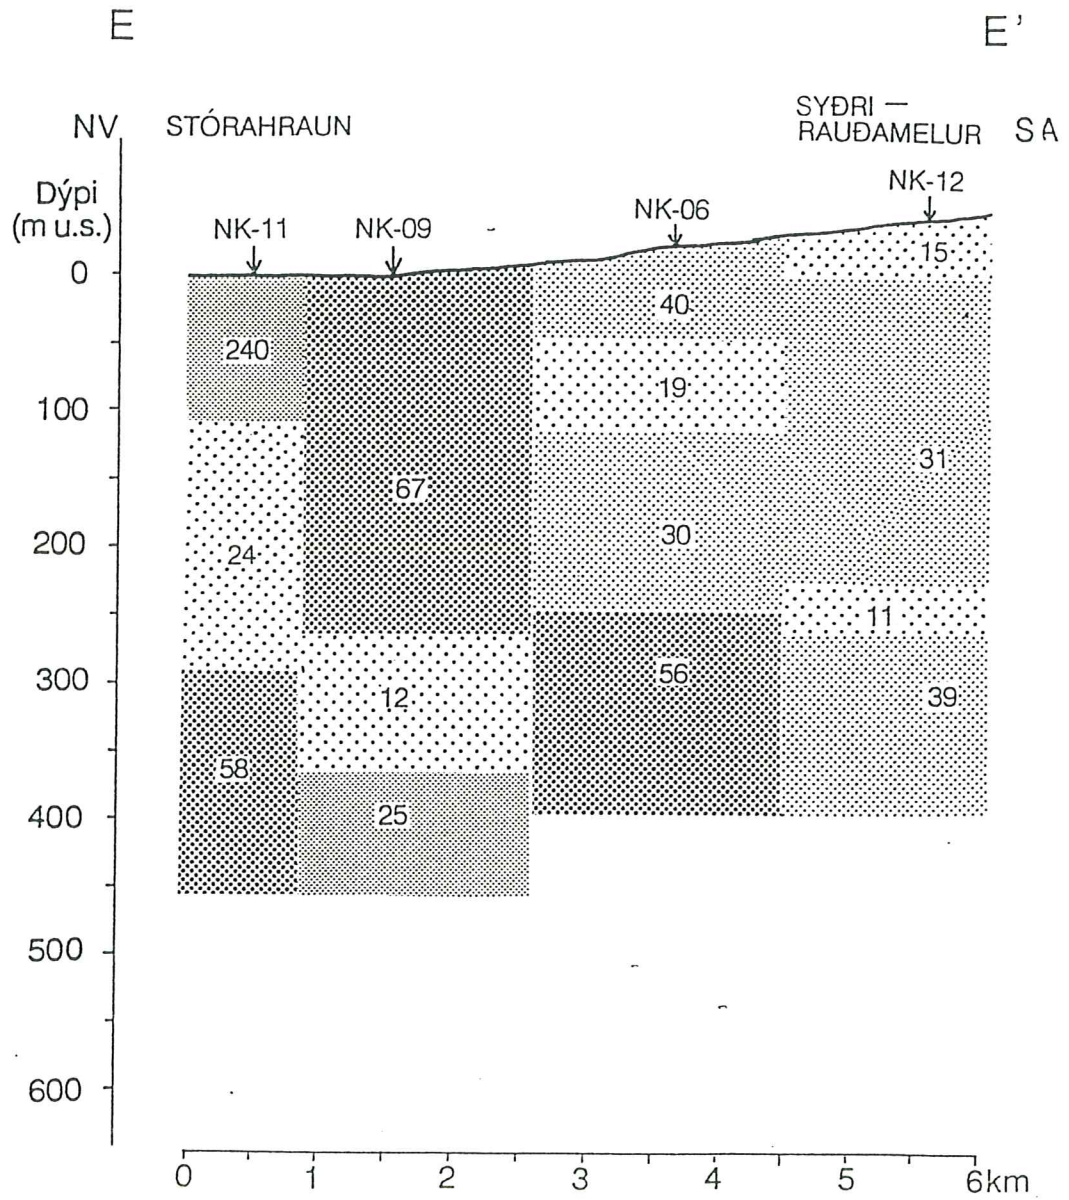 E
E'
NV
STÓRAHRAUN
SYÐRI —
RAUÐAMELUR
SA
Dýpi
(m u.s.)
NK-11
NK-09
NK-06
NK-12
0
100
200
300
400
500
600
240
24
58
67
12
25
40
19
30
56
15
31
11
39
0
1
2
3
4
5
6km